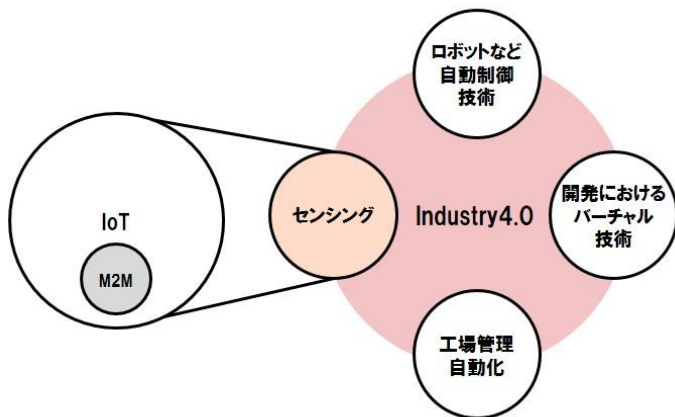 ロボットなど
自動制御
技術
IoT
M2M
センシング
Industry4.0
開発における
バーチャル
技術
工場管理
自動化